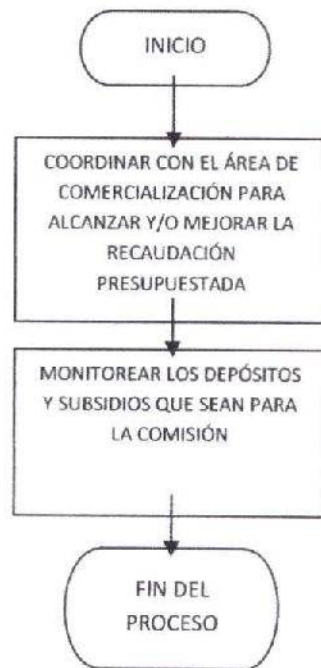 INICIO
COORDINAR CON EL ÁREA DE
COMERCIALIZACIÓN PARA
ALCANZAR Y/O MEJORAR LA
RECAUDACIÓN
PRESUPUESTADA
MONITOREAR LOS DEPÓSITOS
Y SUBSIDIOS QUE SEAN PARA
LA COMISIÓN
FIN DEL
PROCESO